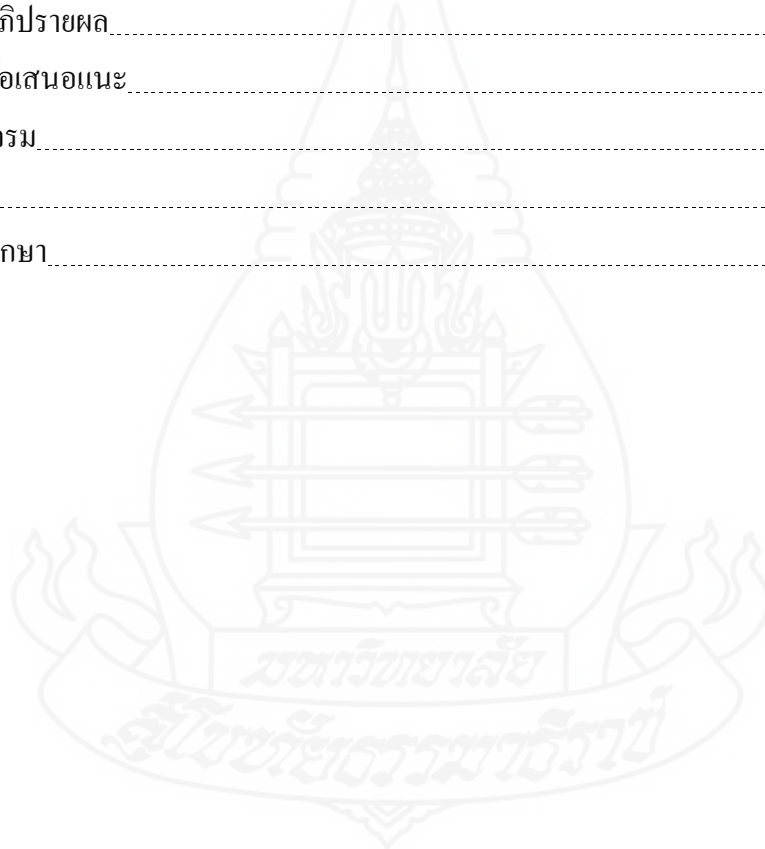 ภิปรายผล
อเสนอแนะ
รม
กษา
มหาวิทยาลัย
สุโขทัยธรรมาธิราช